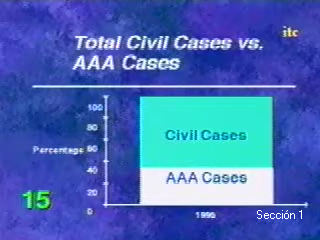 itc
Total Civil Cases vs.
AAA Cases
100
80
Percentage 60
40
20
0
Civil Cases
AAA Cases
15
1995
Sección 1